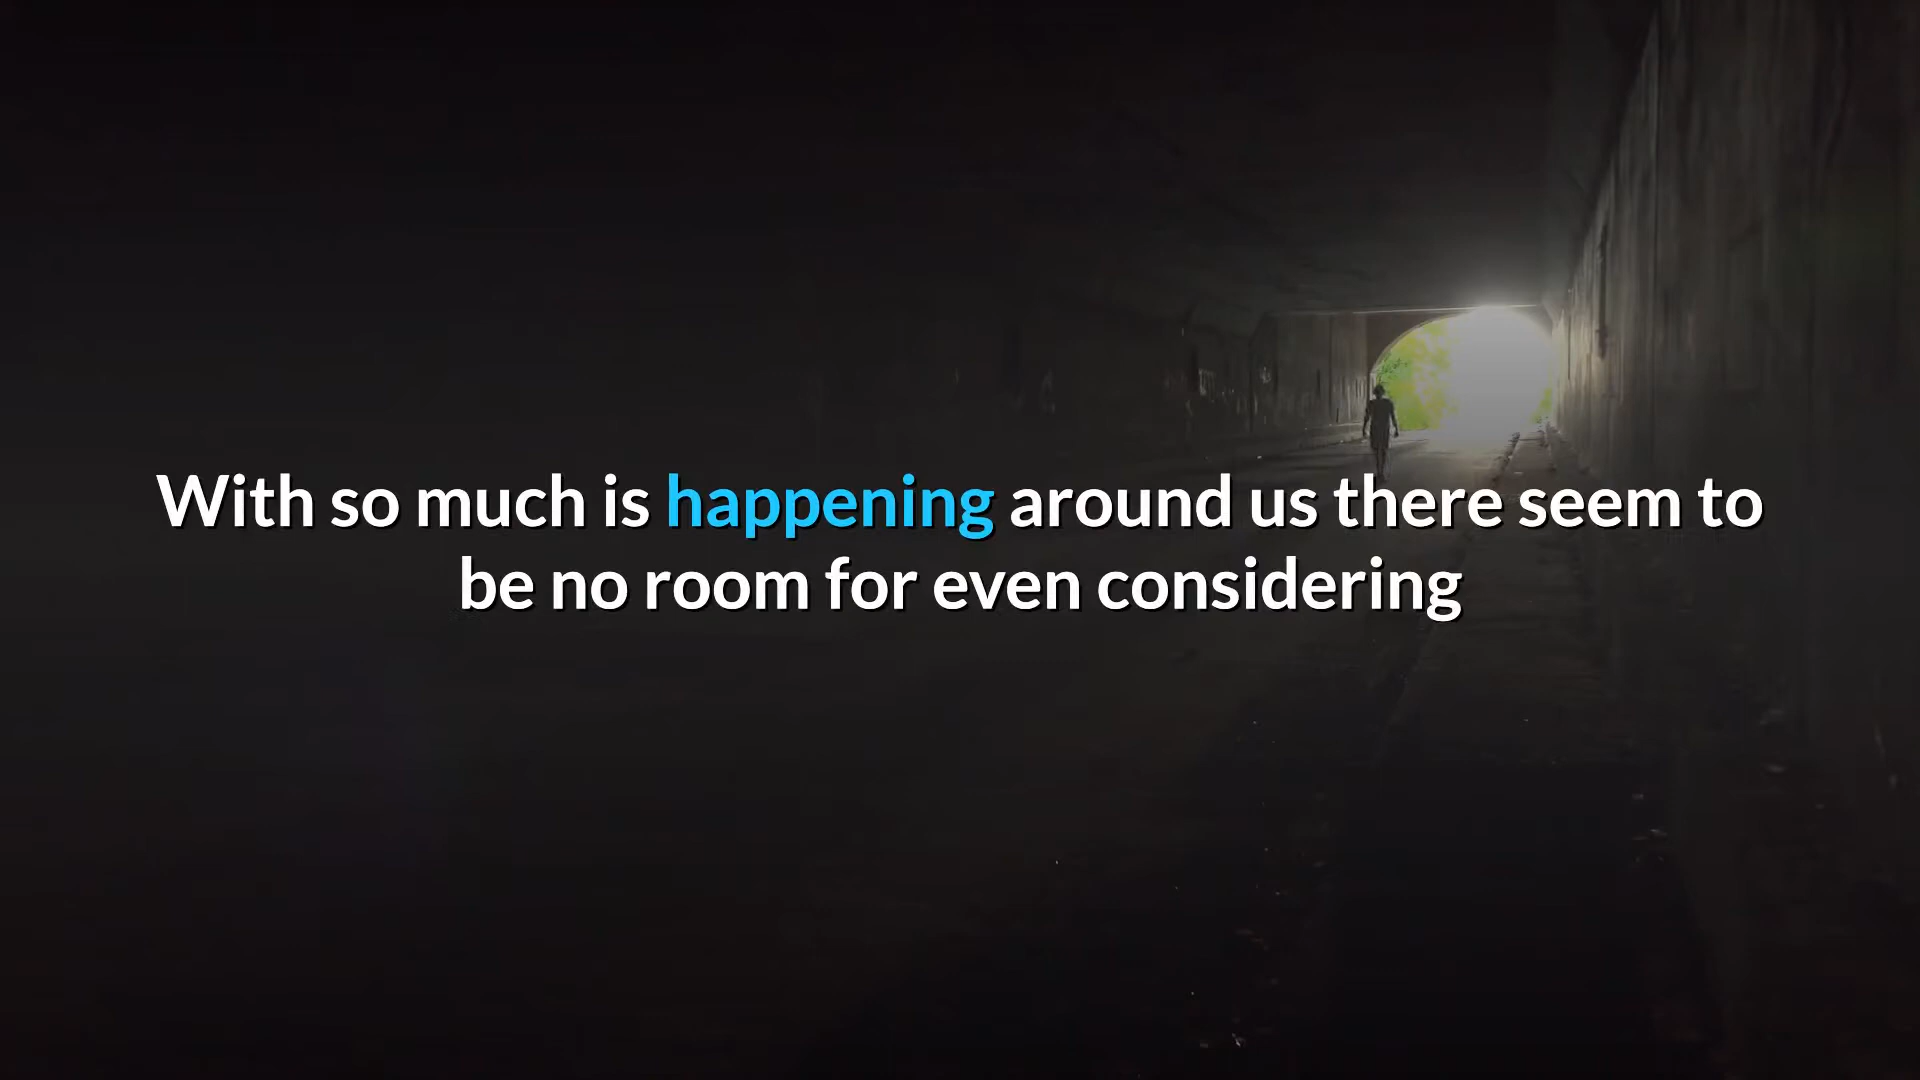 With so much is happening around us there seem to
be no room for even considering